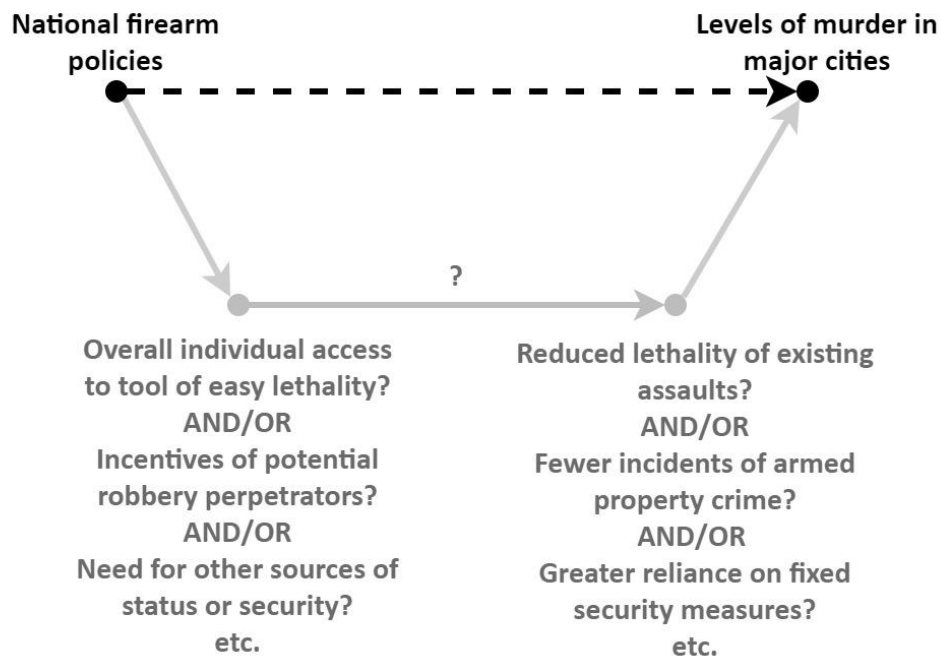 National firearm
policies
Levels of murder in
major cities
?
Overall individual access
to tool of easy lethality?
AND/OR
Incentives of potential
robbery perpetrators?
AND/OR
Need for other sources of
status or security?
etc.
Reduced lethality of existing
assaults?
AND/OR
Fewer incidents of armed
property crime?
AND/OR
Greater reliance on fixed
security measures?
etc.